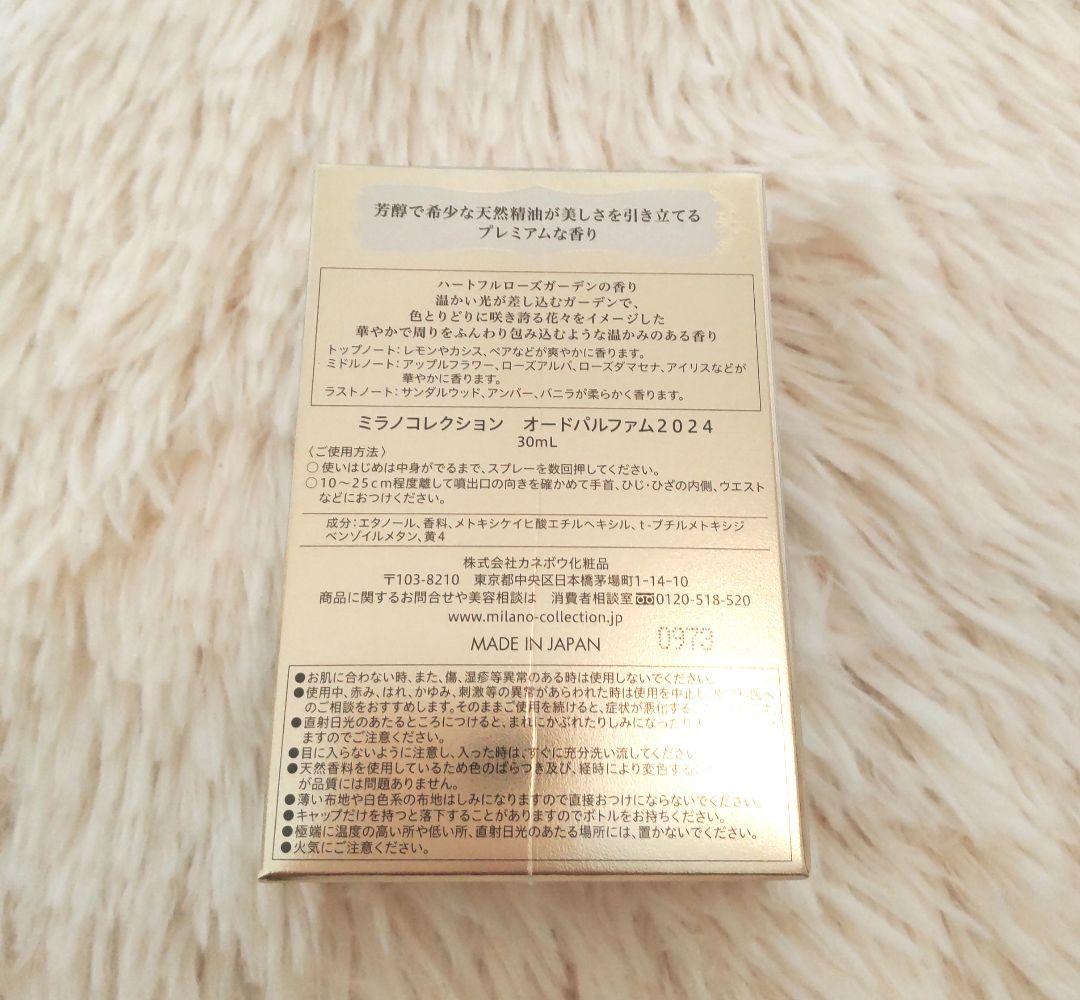 芳醇で希少な天然精油が美しさを引き立てる
プレミアムな香り
ハートフルローズガーデンの香り
温かい光が差し込むガーデンで、
色とりどりに咲き誇る花々をイメージした
華やかで周りをふんわり包み込むような温かみのある香り
トップノート：レモンやカシス、ペアなどが爽やかに香ります。
ミドルノート：アップルフラワー、ローズアルバ、ローズダマセナ、アイリスなどが
華やかに香ります。
ラストノート：サンダルウッド、アンバー、バニラが柔らかく香ります。
ミラノコレクション　オードパルファム2024
30mL
〈ご使用方法〉
○使いはじめは中身がでるまで、スプレーを数回押してください。
○10～25cm程度離して噴出口の向きを確かめて手首、ひじ・ひざの内側、ウエスト
などにおつけください。
成分：エタノール、香料、メトキシケイヒ酸エチルヘキシル、t-ブチルメトキシジ
ベンゾイルメタン、黄4
株式会社カネボウ化粧品
〒103-8210　東京都中央区日本橋茅場町1-14-10
商品に関するお問合せや美容相談は　消費者相談室0120-518-520
www.milano-collection.jp
MADE IN JAPAN 0973
●お肌に合わない時、また、傷、湿疹等異常のある時は使用しないでください。
●使用中、赤み、はれ、かゆみ、刺激等の異常があらわれた時は使用を中止し、
のご相談をおすすめします。そのままご使用を続けると、症状が悪化する
●直射日光のあたるところにつけると、まれにかぶれたりしみになったり
ますのでご注意ください。
●目に入らないように注意し、入った時は、すぐに充分洗い流してくださ
●天然香料を使用しているため色のばらつき及び、経時により変色する
が品質には問題ありません。
●薄い布地や白色系の布地はしみになりますので直接おつけにならないでください。
●キャップだけを持つと落下することがありますのでボトルをお持ちください。
●極端に温度の高い所や低い所、直射日光のあたる場所には、置かないでください。
●火気にご注意ください。